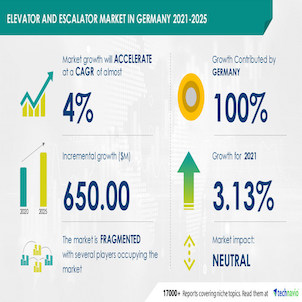 ELEVATOR AND ESCALATOR MARKET IN GERMANY 2021-2025
Market growth will ACCELERATE
at a CAGR of almost
4%
Growth Contributed by
GERMANY
100%
Incremental growth ($M)
650.00
2020 2025
Growth for 2021
3.13%
The market is FRAGMENTED
with several players occupying the
market
Market impact:
NEUTRAL
17000+ Reports covering niche topics. Read them at
technavio